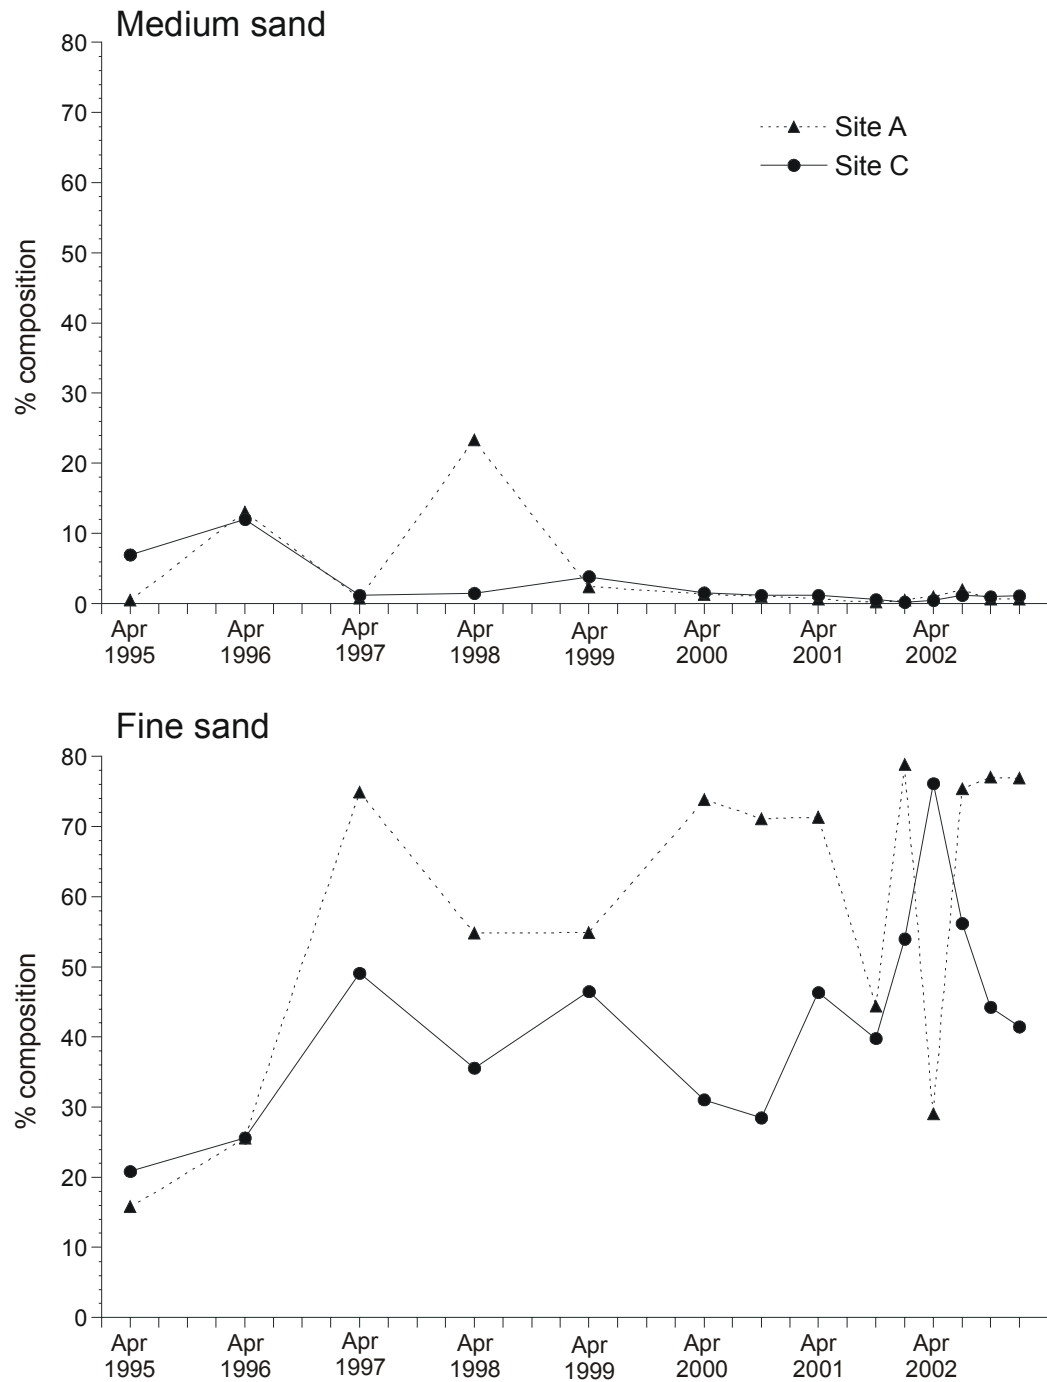 Medium sand
80
70
60
50
40
30
20
10
0
% composition
Site A
Site C
Apr 1995
Apr 1996
Apr 1997
Apr 1998
Apr 1999
Apr 2000
Apr 2001
Apr 2002
Fine sand
80
70
60
50
40
30
20
10
0
% composition
Apr 1995
Apr 1996
Apr 1997
Apr 1998
Apr 1999
Apr 2000
Apr 2001
Apr 2002